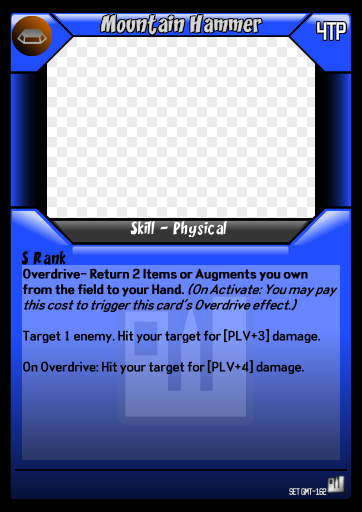 Mountain Hammer
4TP
Skill - Physical
S Rank
Overdrive- Return 2 Items or Augments you own
from the field to your Hand. (On Activate: You may pay
this cost to trigger this card's Overdrive effect.)
Target 1 enemy. Hit your target for [PLV+3] damage.
On Overdrive: Hit your target for [PLV+4] damage.
SET GMT-162